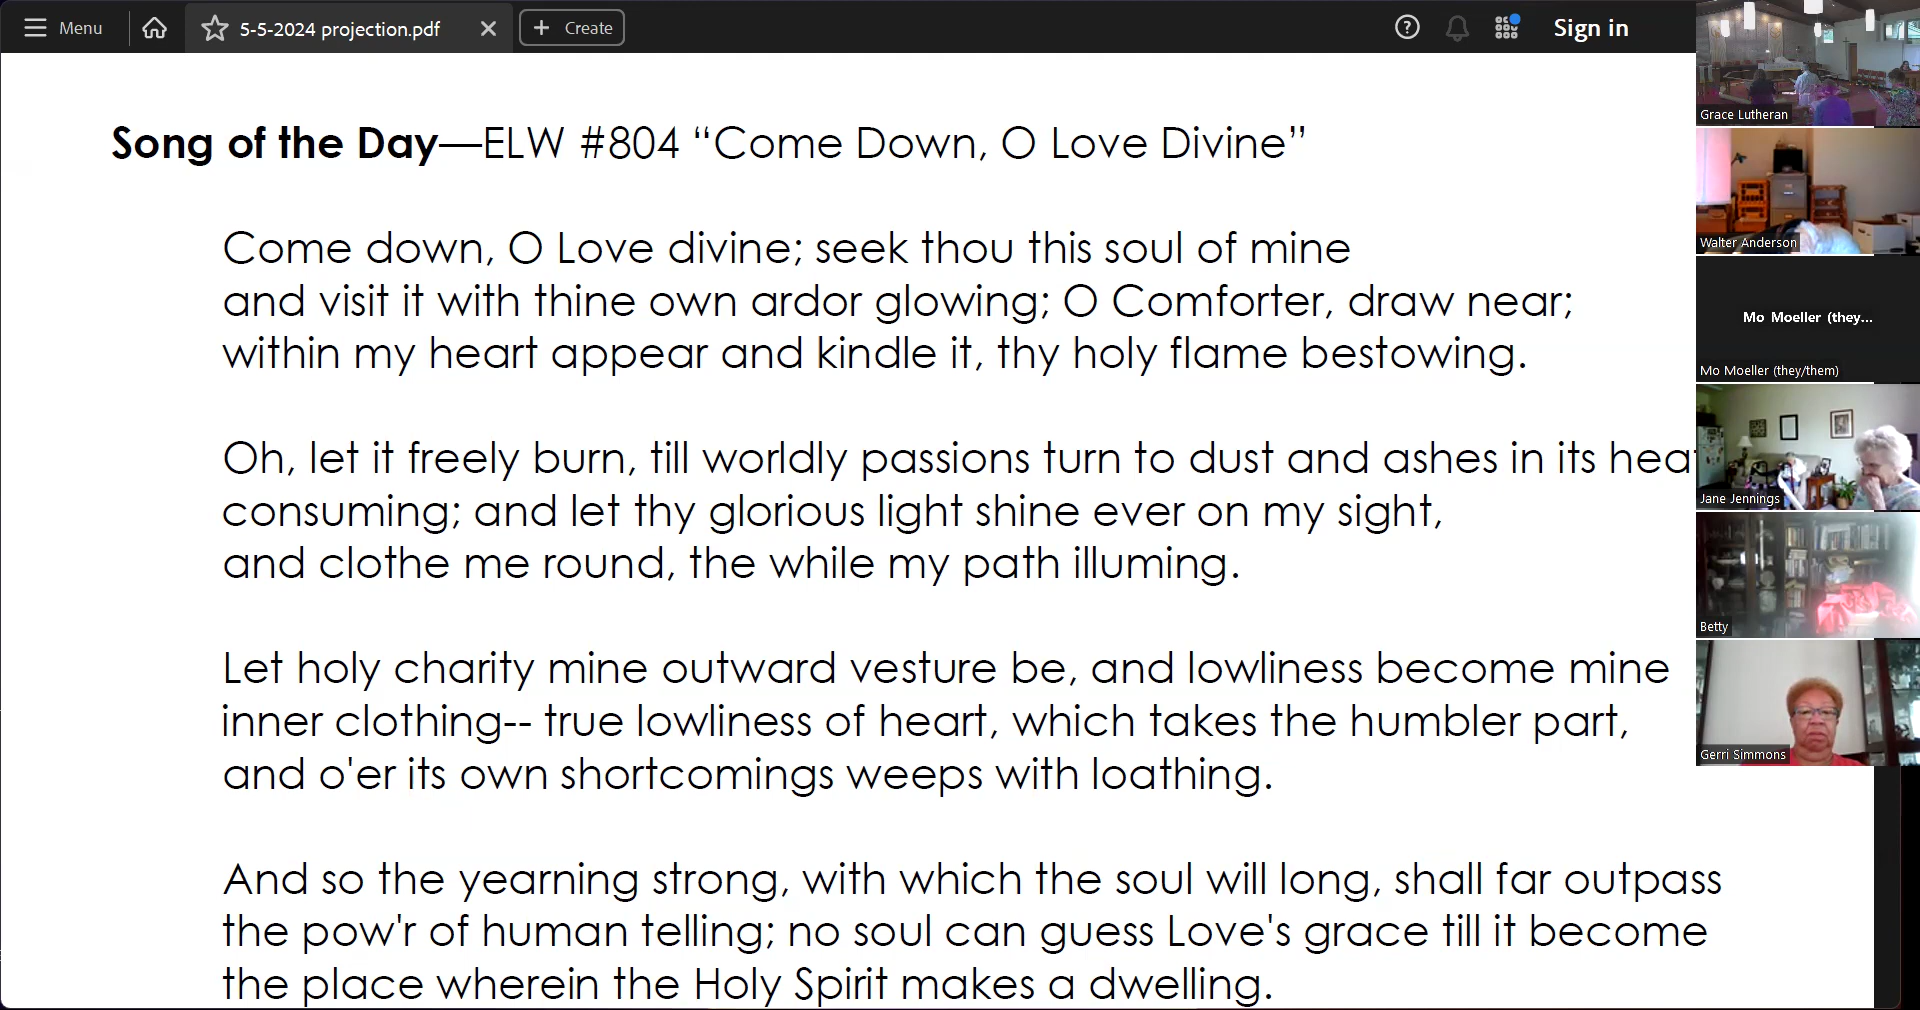 Menu
5-5-2024 projection.pdf
Create
Sign in
Song of the Day—ELW #804 “Come Down, O Love Divine”
Come down, O Love divine; seek thou this soul of mine
and visit it with thine own ardor glowing; O Comforter, draw near;
within my heart appear and kindle it, thy holy flame bestowing.
Oh, let it freely burn, till worldly passions turn to dust and ashes in its
consuming; and let thy glorious light shine ever on my sight,
and clothe me round, the while my path illuming.
Let holy charity mine outward vesture be, and lowliness become mine
inner clothing-- true lowliness of heart, which takes the humbler part,
and o'er its own shortcomings weeps with loathing.
And so the yearning strong, with which the soul will long, shall far outpass
the pow'r of human telling; no soul can guess Love's grace till it become
the place wherein the Holy Spirit makes a dwelling.
Grace Lutheran
Walter Anderson
Mo Moeller (they...
Mo Moeller (they/them)
Jane Jennings
Betty
Gerri Simmons